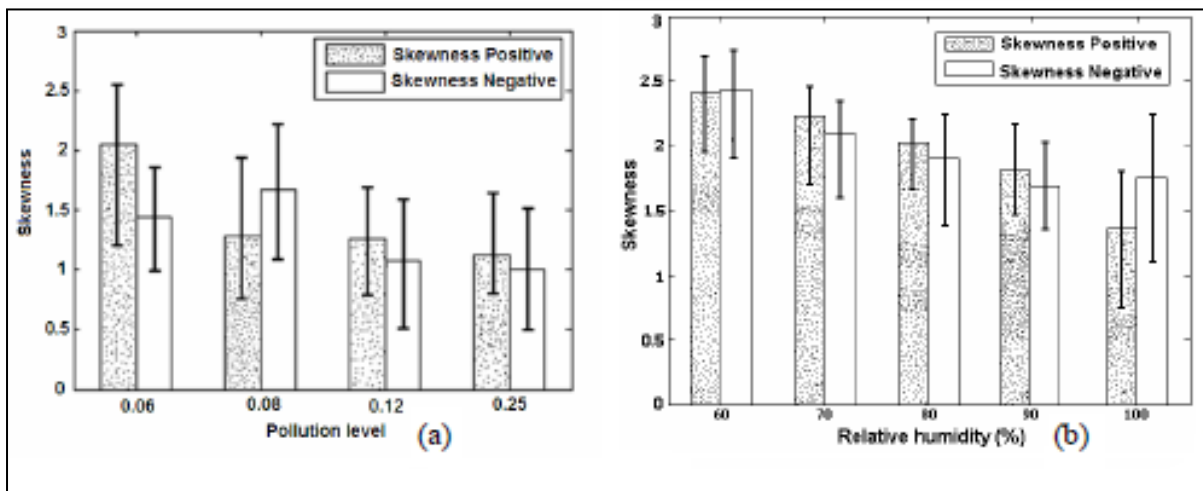 3
2.5
2
1.5
1
0.5
0
Skewness
Skewness Positive
Skewness Negative
0.06
0.08
0.12
0.25
Pollution level
(a)
3
2.5
2
1.5
1
0.5
0
Skewness
Skewness Positive
Skewness Negative
60
70
80
90
100
Relative humidity (%)
(b)